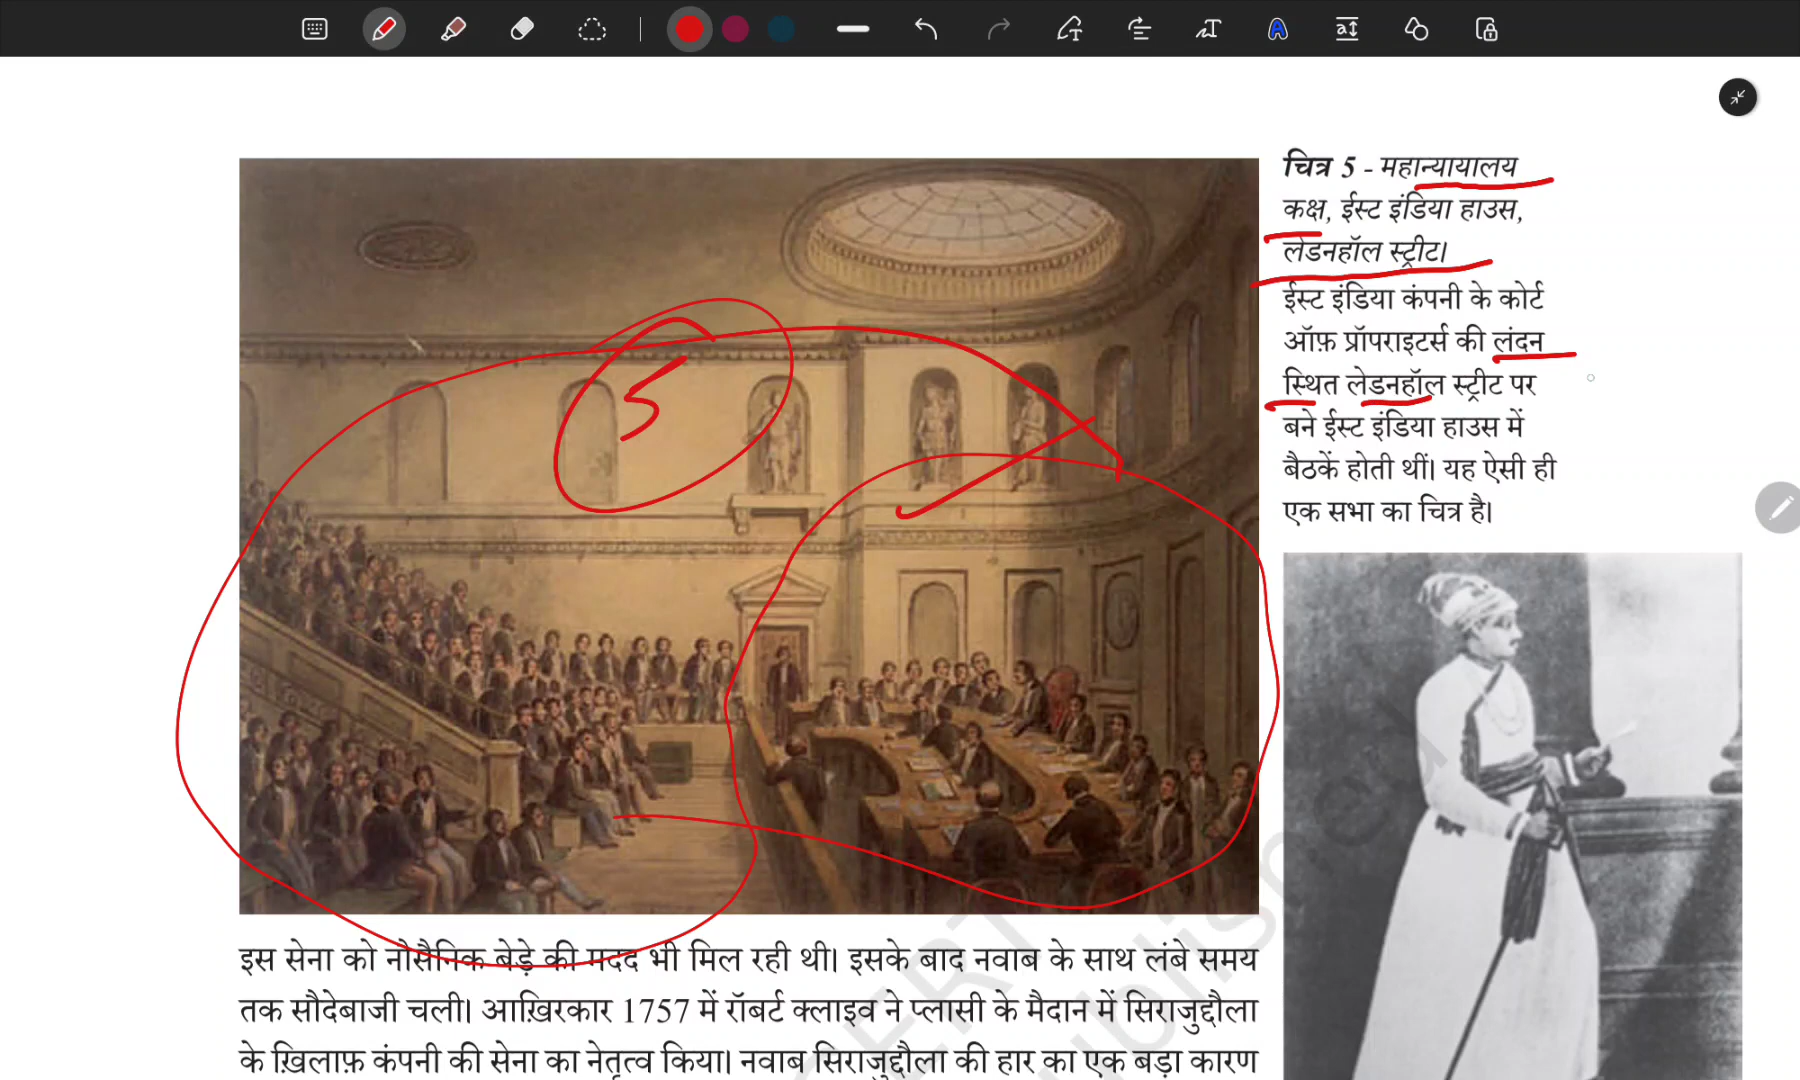 चित्र 5 - महान्यायालय
कक्ष, ईस्ट इंडिया हाउस,
लेडनहॉल स्ट्रीट।
ईस्ट इंडिया कंपनी के कोर्ट
ऑफ़ प्रॉपराइटर्स की लंदन
स्थित लेडनहॉल स्ट्रीट पर
बने ईस्ट इंडिया हाउस में
बैठकें होती थीं। यह ऐसी ही
एक सभा का चित्र है।
5
इस सेना को नौसैनिक बेड़े की मदद भी मिल रही थी। इसके बाद नवाब के साथ लंबे समय
तक सौदेबाजी चली। आख़िरकार 1757 में रॉबर्ट क्लाइव ने प्लासी के मैदान में सिराजुद्दौला
के ख़िलाफ़ कंपनी की सेना का नेतृत्व किया। नवाब सिराजुद्दौला की हार का एक बड़ा कारण